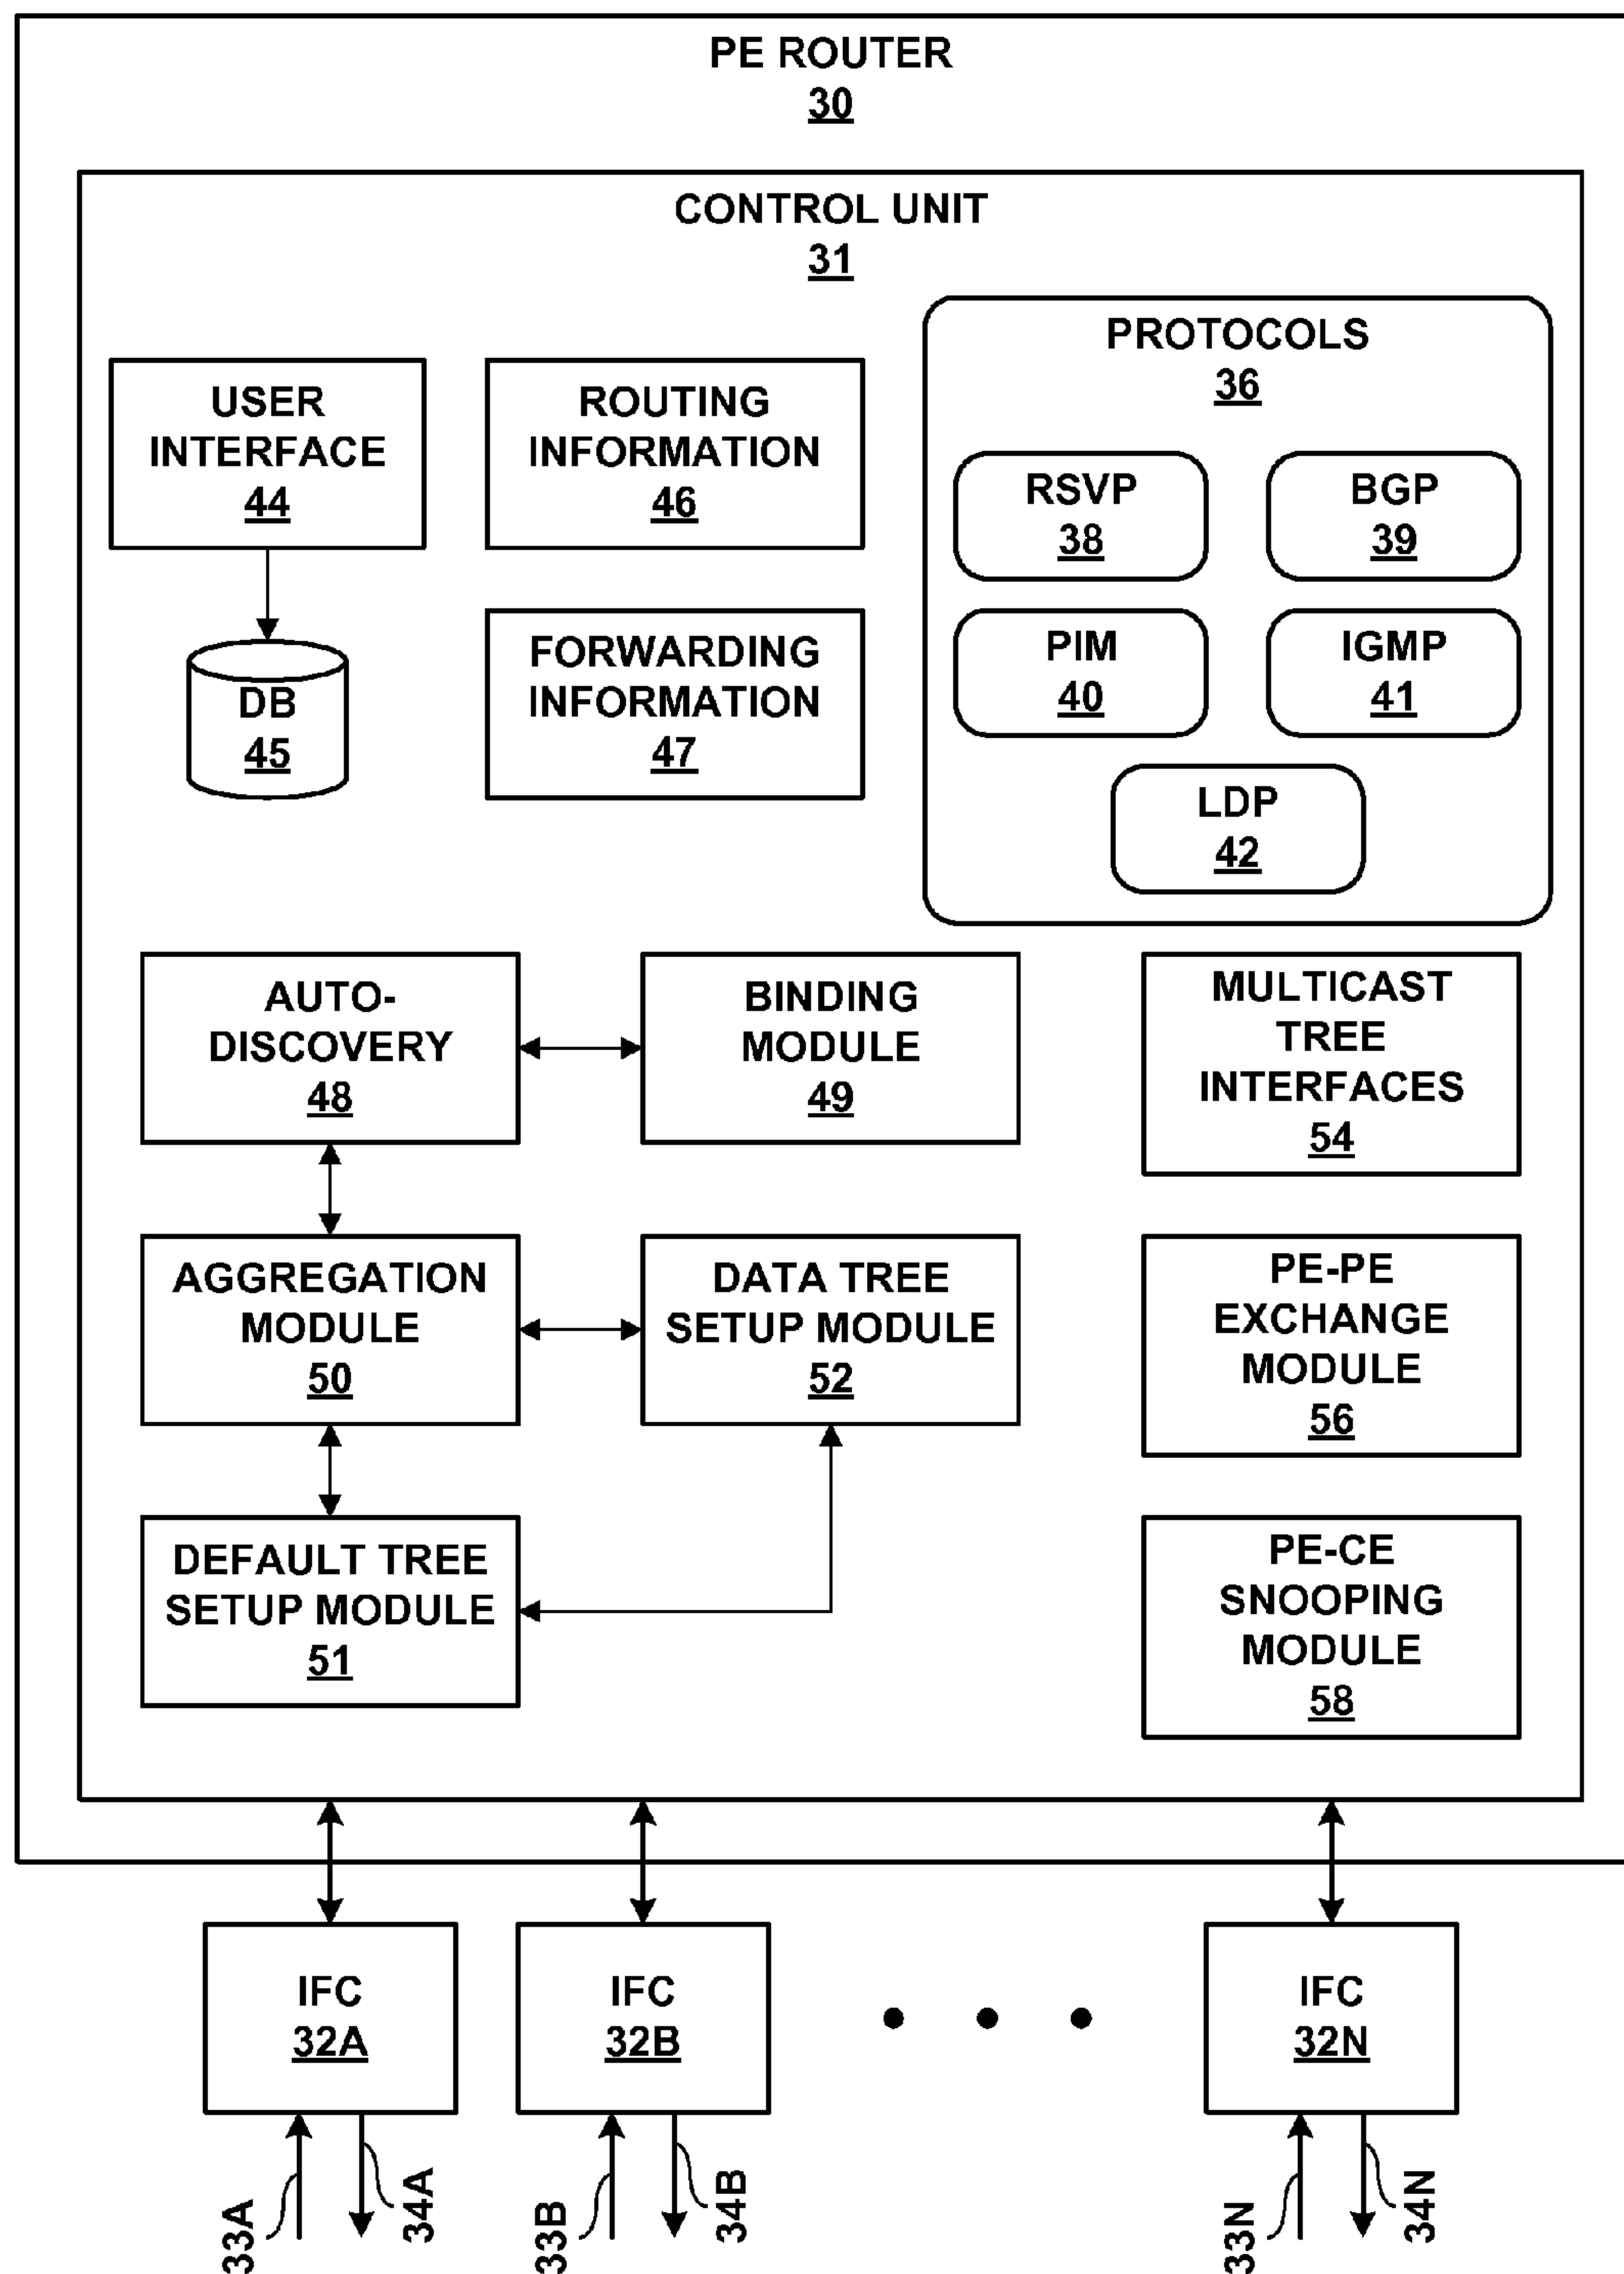 PE ROUTER
30
CONTROL UNIT
31
USER
INTERFACE
44
DB
45
ROUTING
INFORMATION
46
FORWARDING
INFORMATION
47
PROTOCOLS
36
RSVP
38
BGP
39
PIM
40
IGMP
41
LDP
42
AUTO-
DISCOVERY
48
BINDING
MODULE
49
MULTICAST
TREE
INTERFACES
54
AGGREGATION
MODULE
50
DATA TREE
SETUP MODULE
52
PE-PE
EXCHANGE
MODULE
56
DEFAULT TREE
SETUP MODULE
51
PE-CE
SNOOPING
MODULE
58
IFC
32A
IFC
32B
IFC
32N
33A
34A
33B
34B
33N
34N